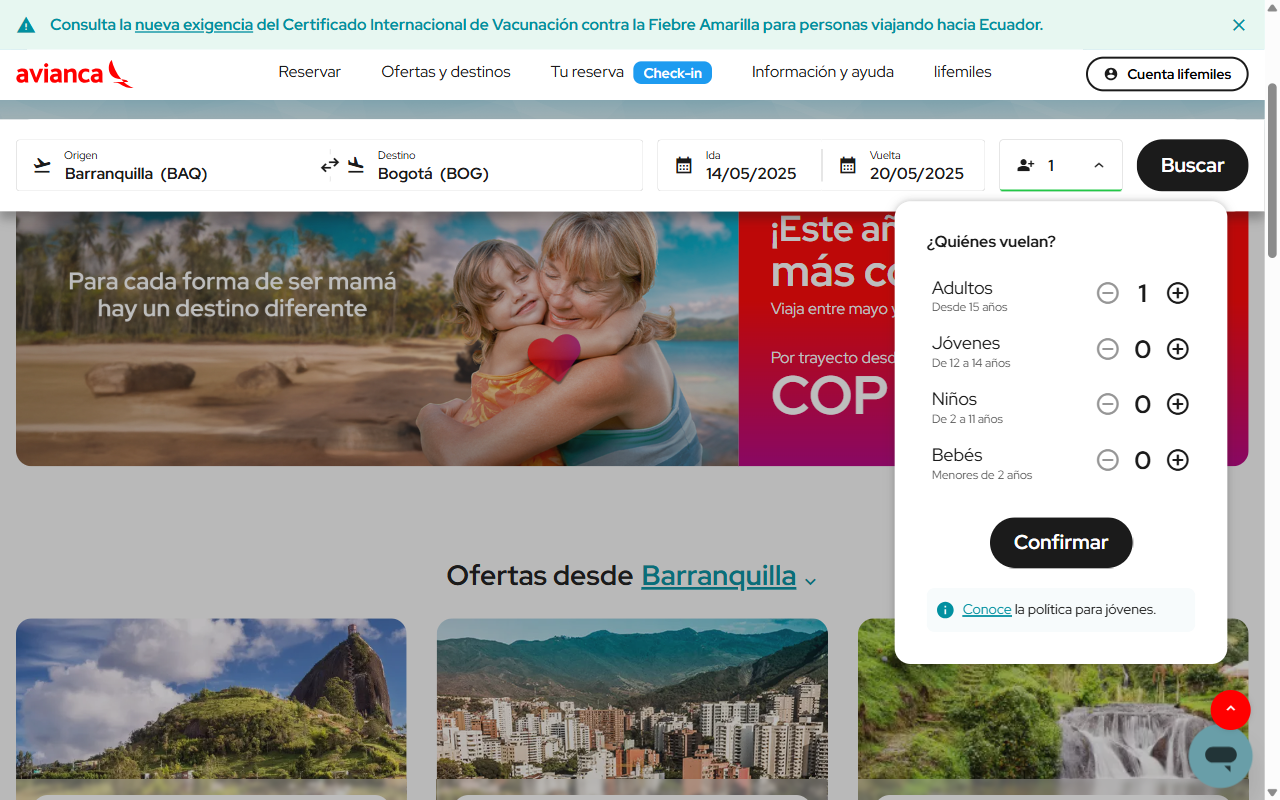 Consulta la nueva exigencia del Certificado Internacional de Vacunación contra la Fiebre Amarilla para personas viajando hacia Ecuador.
avianca
Reservar
Ofertas y destinos
Tu reserva
Check-in
Información y ayuda
lifemiles
Cuenta lifemiles
Origen
Barranquilla (BAQ)
Destino
Bogotá (BOG)
Ida
14/05/2025
Vuelta
20/05/2025
1
Buscar
Para cada forma de ser mamá
hay un destino diferente
¡Este añ
más co
Viaja entre mayo y
Por trayecto desd
COP
¿Quiénes vuelan?
Adultos
1
Desde 15 años
Jóvenes
0
De 12 a 14 años
Niños
0
De 2 a 11 años
Bebés
0
Menores de 2 años
Confirmar
Conoce la política para jóvenes.
Ofertas desde Barranquilla